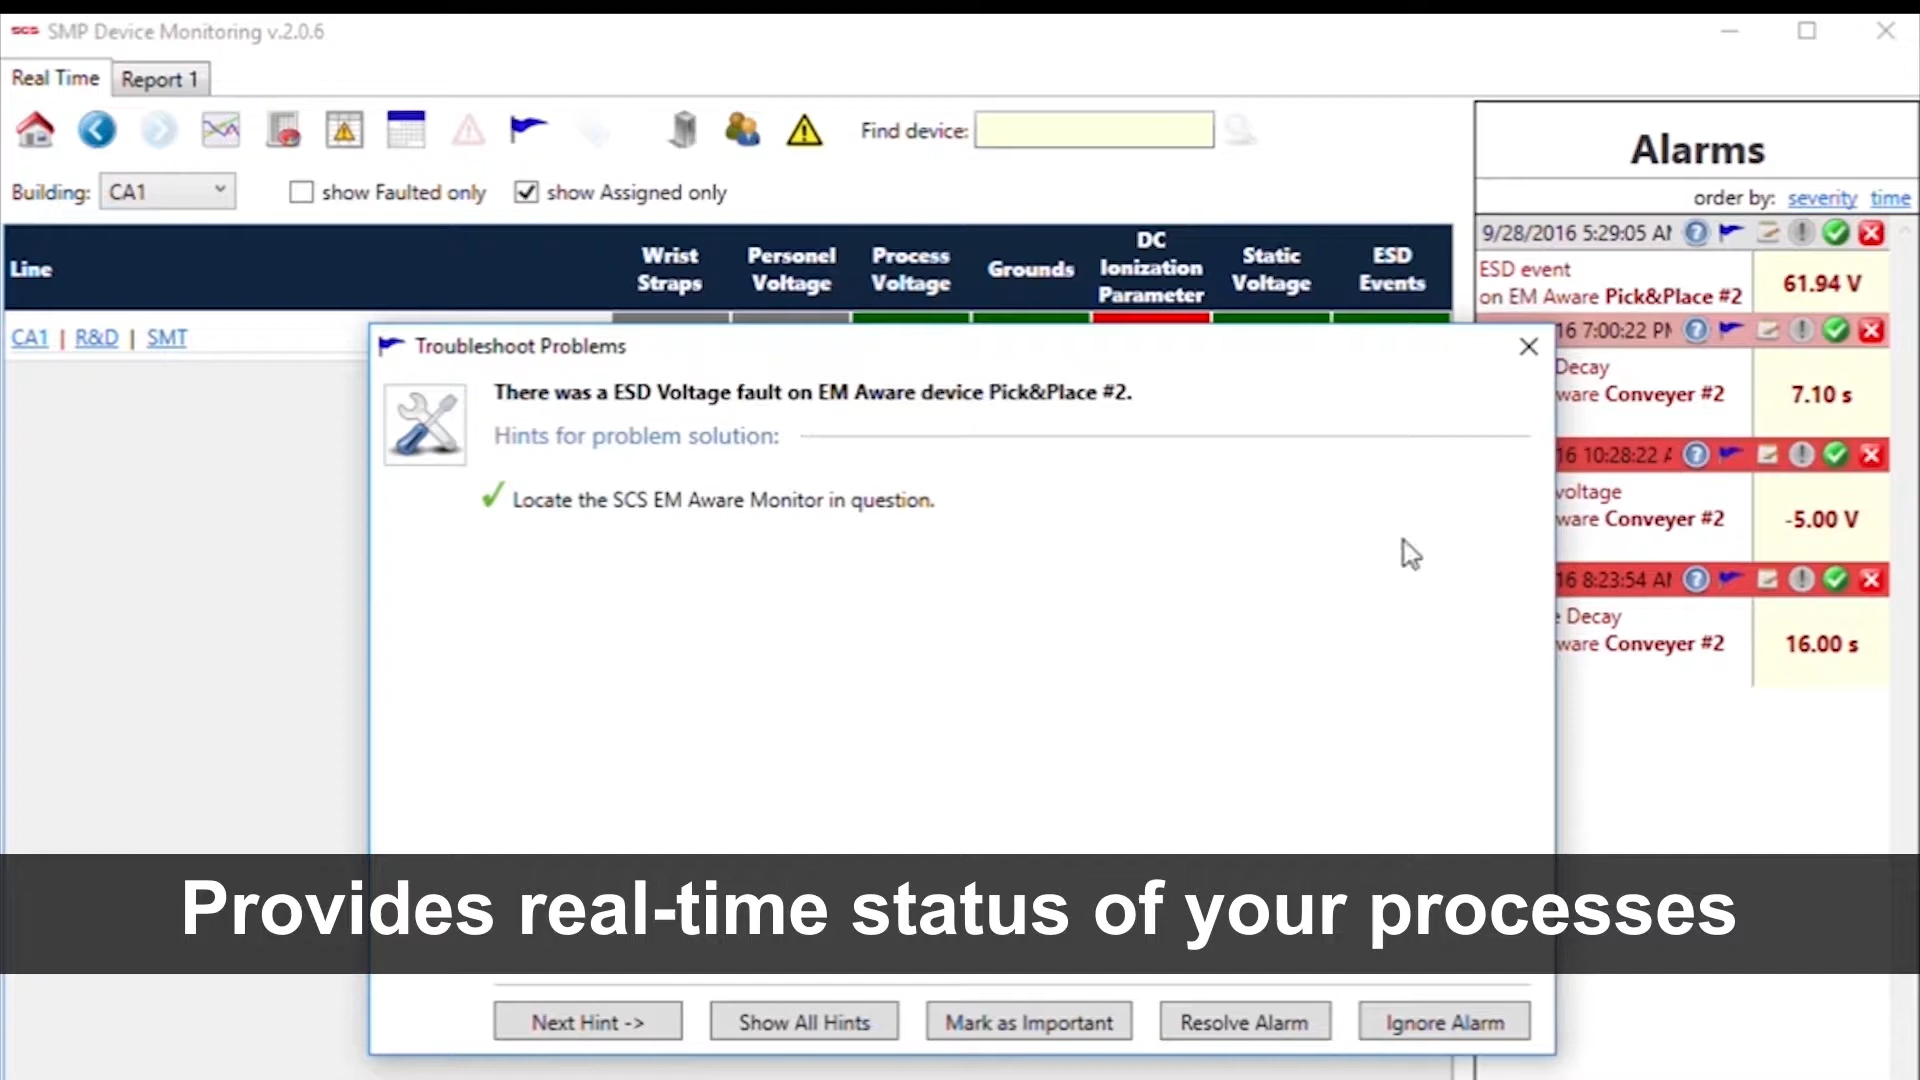 SCS SMP Device Monitoring v.2.0.6
Real Time
Report 1
Find device:
Building:
CA1
show Faulted only
show Assigned only
Line
Wrist
Straps
Personel
Voltage
Process
Voltage
Grounds
DC
Ionization
Parameter
Static
Voltage
ESD
Events
CA1 | R&D | SMT
Troubleshoot Problems
There was a ESD Voltage fault on EM Aware device Pick&Place #2.
Hints for problem solution:
Locate the SCS EM Aware Monitor in question.
Next Hint ->
Show All Hints
Mark as Important
Resolve Alarm
Ignore Alarm
Alarms
order by: severity time
9/28/2016 5:29:05 AM
ESD event
on EM Aware Pick&Place #2
61.94 V
16 7:00:22 PM
Decay
ware Conveyer #2
7.10 s
16 10:28:22 A
voltage
ware Conveyer #2
-5.00 V
16 8:23:54 AM
e Decay
ware Conveyer #2
16.00 s
Provides real-time status of your processes